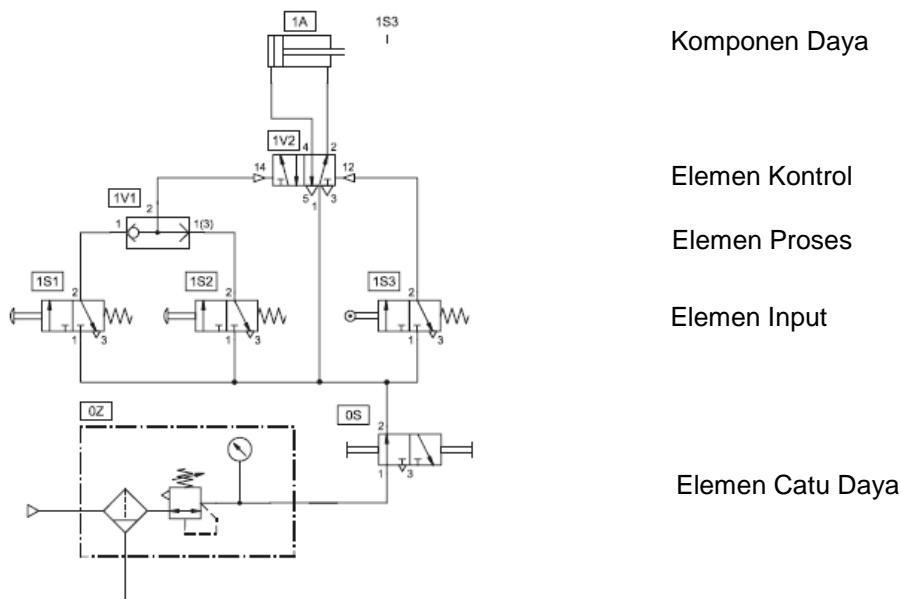 1A 1S3 Komponen Daya
1V2 4 2
14 12 Elemen Kontrol
5 1 3
1V1 2
1 1(3) Elemen Proses
1S1 1S2 1S3
2 2 2 Elemen Input
1 3 1 3 1 3
0Z 0S
2
1 3
Elemen Catu Daya